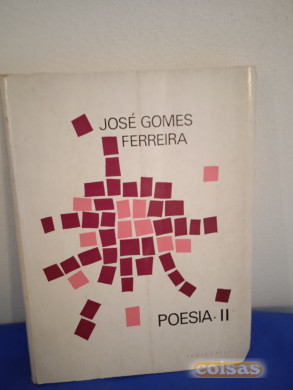 JOSÉ GOMES
FERREIRA
POESIA · II
coisas